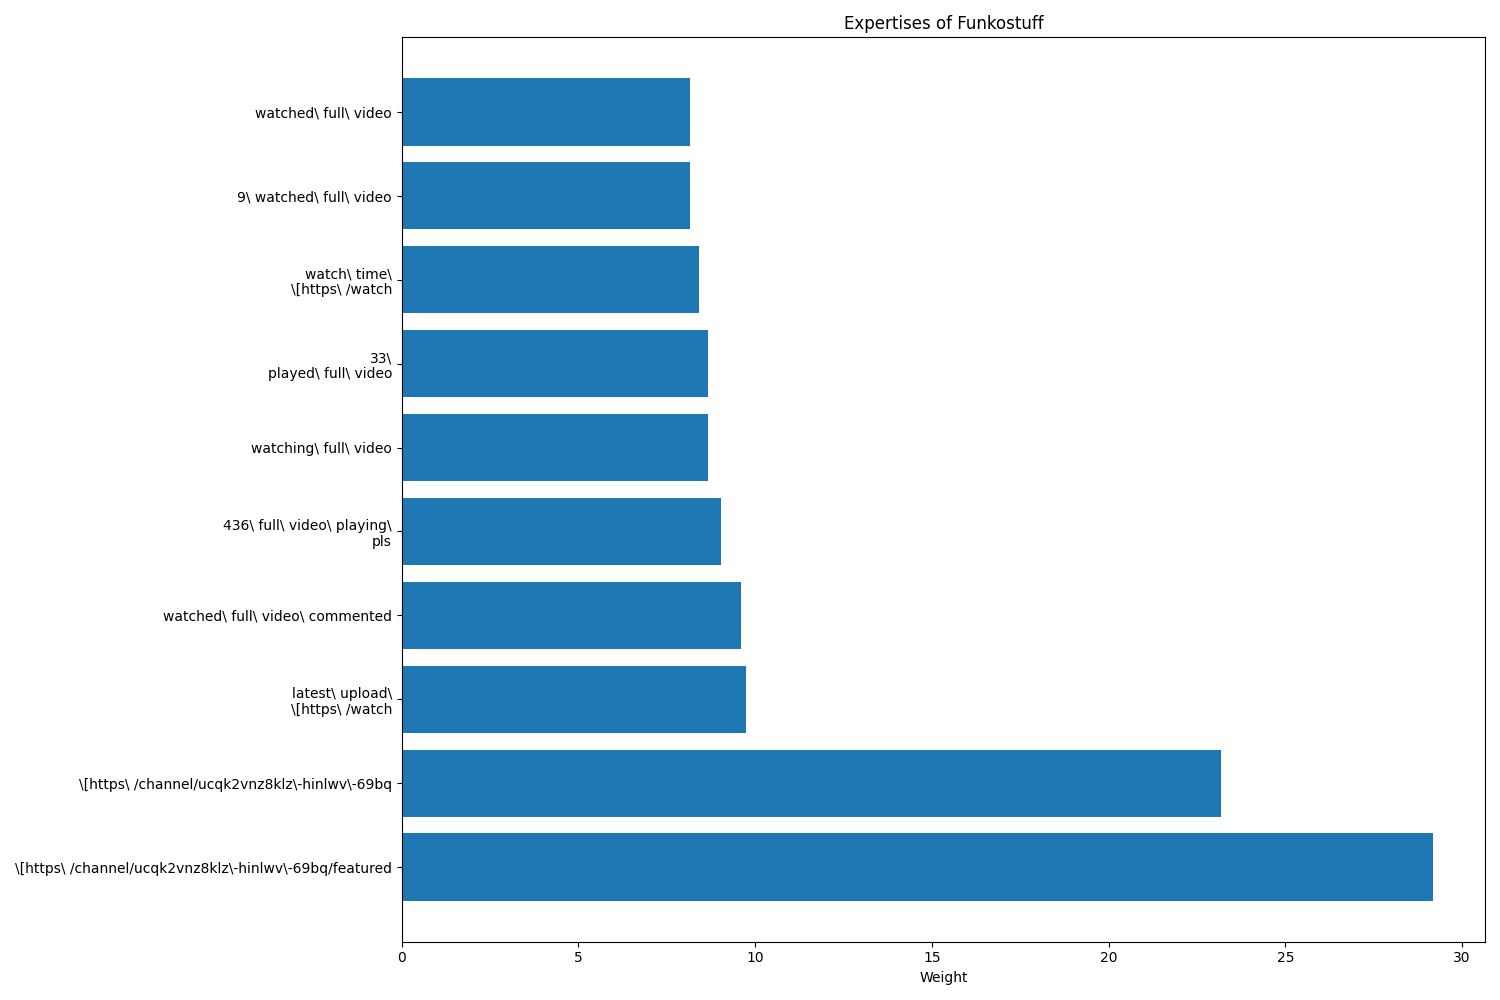 Expertises of Funkostuff
watched\ full\ video
9\ watched\ full\ video
watch\ time\
\[https\ /watch
33\
played\ full\ video
watching\ full\ video
436\ full\ video\ playing\
pls
watched\ full\ video\ commented
latest\ upload\
\[https\ /watch
\[https\ /channel/ucqk2vnz8klz\-hinlwv\-69bq
\[https\ /channel/ucqk2vnz8klz\-hinlwv\-69bq/featured
0 5 10 15 20 25 30
Weight